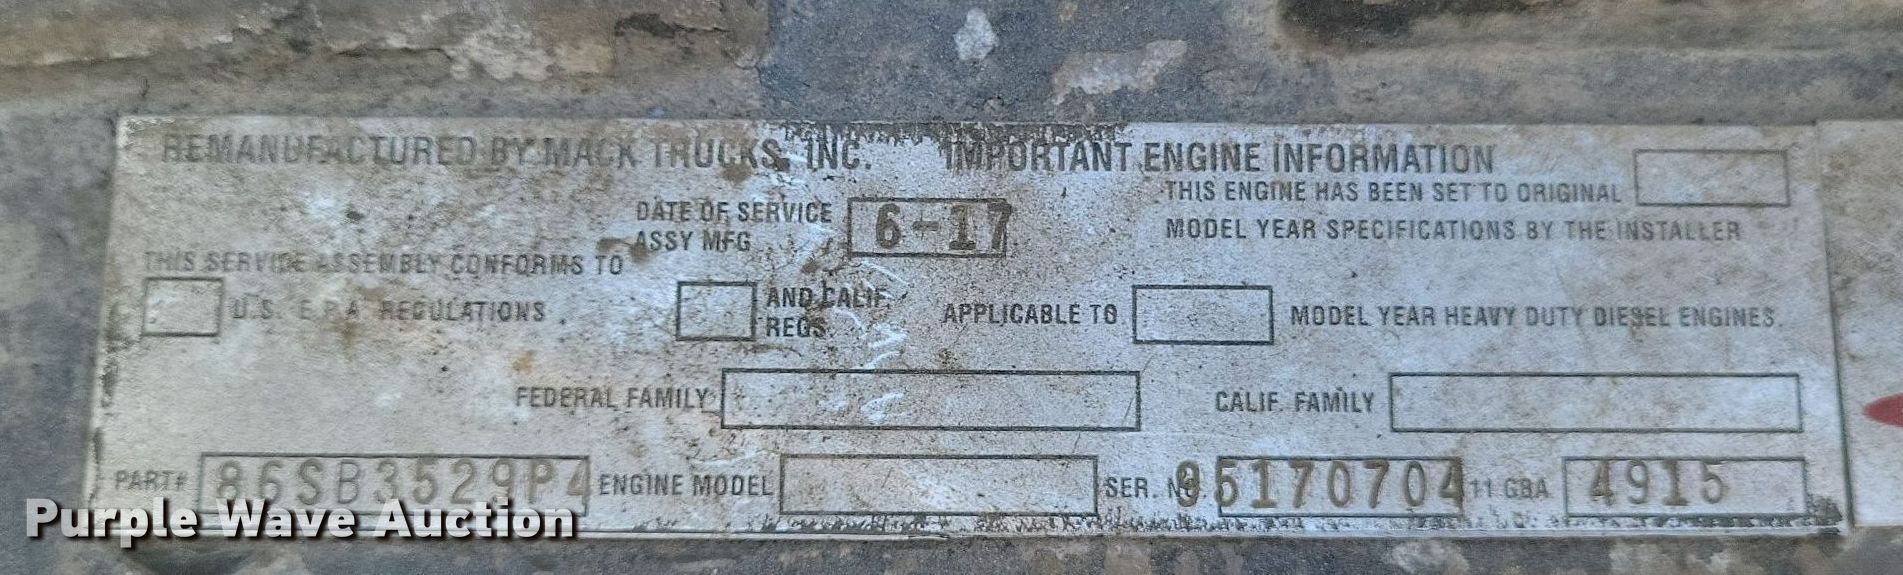 REMANUFACTURED BY MACK TRUCKS, INC. IMPORTANT ENGINE INFORMATION
THIS ENGINE HAS BEEN SET TO ORIGINAL
DATE OF SERVICE 6-17
ASSY MFG
MODEL YEAR SPECIFICATIONS BY THE INSTALLER
THIS SERVICE ASSEMBLY CONFORMS TO
U.S. E.P.A. REGULATIONS. AND CALIF. REGS. APPLICABLE TO MODEL YEAR HEAVY DUTY DIESEL ENGINES.
FEDERAL FAMILY CALIF. FAMILY
PART# 86SB3529P4 ENGINE MODEL SER. NO. 95170704 11 GBA 4915
Purple Wave Auction